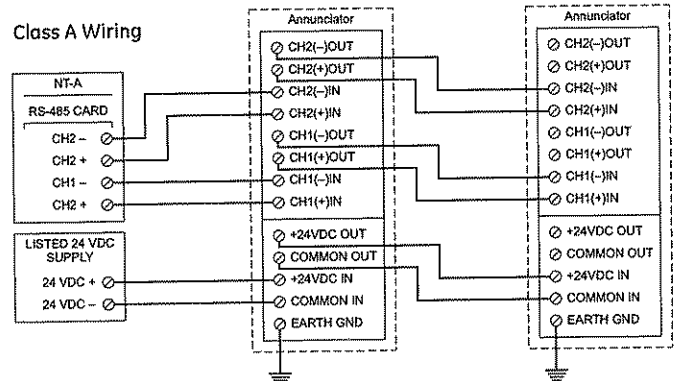 Class A Wiring
NT-A
RS-485 CARD
CH2 –
CH2 +
CH1 –
CH2 +
LISTED 24 VDC
SUPPLY
24 VDC +
24 VDC –
Annunciator
CH2(–)OUT
CH2(+)OUT
CH2(–)IN
CH2(+)IN
CH1(–)OUT
CH1(+)OUT
CH1(–)IN
CH1(+)IN
+24VDC OUT
COMMON OUT
+24VDC IN
COMMON IN
EARTH GND
Annunciator
CH2(–)OUT
CH2(+)OUT
CH2(–)IN
CH2(+)IN
CH1(–)OUT
CH1(+)OUT
CH1(–)IN
CH1(+)IN
+24VDC OUT
COMMON OUT
+24VDC IN
COMMON IN
EARTH GND